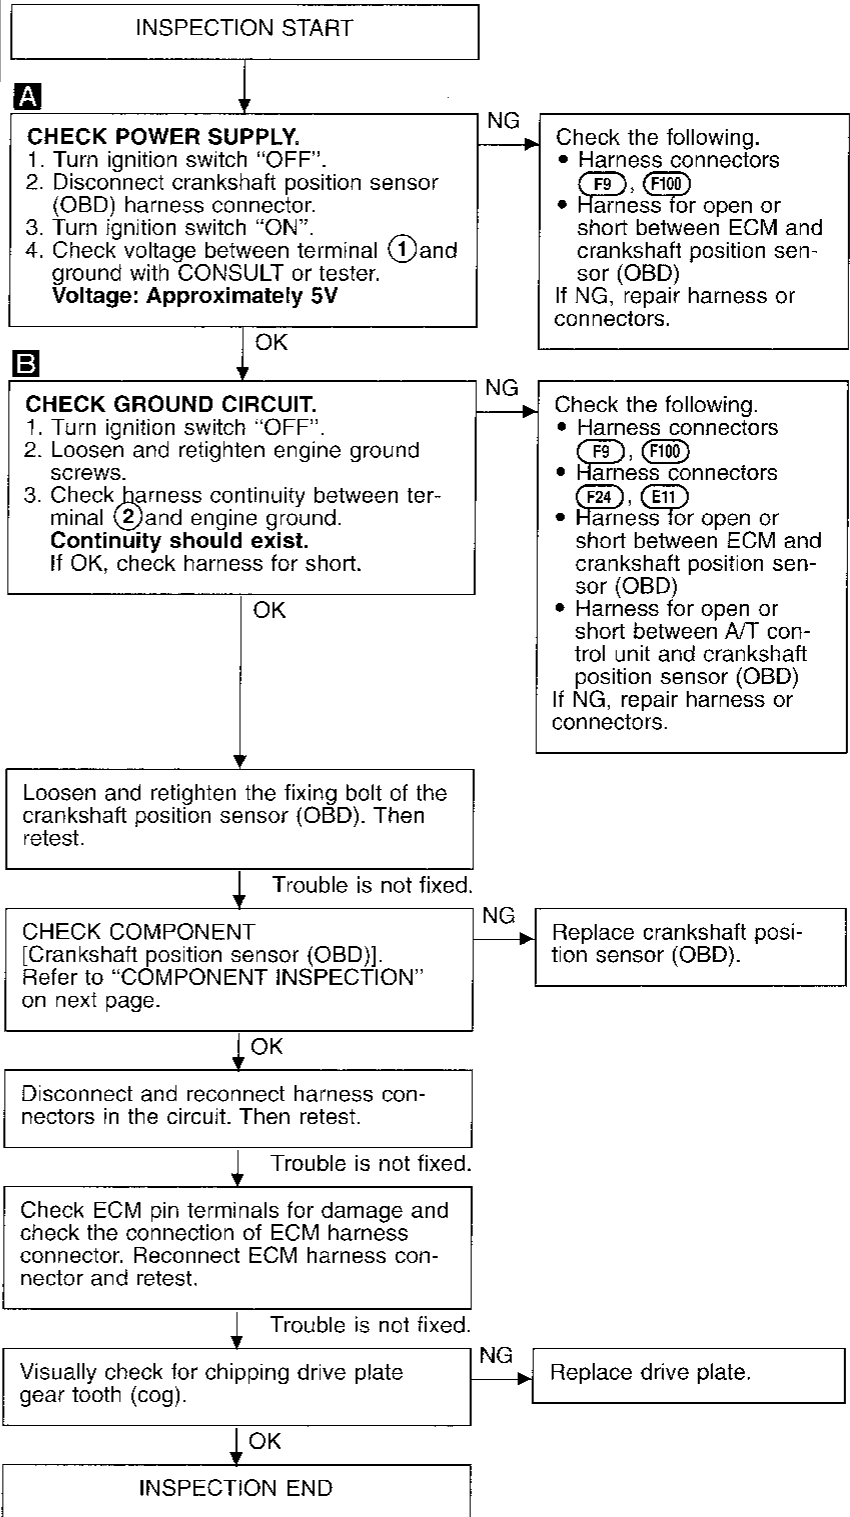 INSPECTION START
A
CHECK POWER SUPPLY.
1. Turn ignition switch “OFF”.
2. Disconnect crankshaft position sensor
(OBD) harness connector.
3. Turn ignition switch “ON”.
4. Check voltage between terminal ① and
ground with CONSULT or tester.
Voltage: Approximately 5V
NG
Check the following.
• Harness connectors
F9, F100
• Harness for open or
short between ECM and
crankshaft position sen-
sor (OBD)
If NG, repair harness or
connectors.
OK
B
CHECK GROUND CIRCUIT.
1. Turn ignition switch “OFF”.
2. Loosen and retighten engine ground
screws.
3. Check harness continuity between ter-
minal ② and engine ground.
Continuity should exist.
If OK, check harness for short.
NG
Check the following.
• Harness connectors
F9, F100
• Harness connectors
F24, E11
• Harness for open or
short between ECM and
crankshaft position sen-
sor (OBD)
• Harness for open or
short between A/T con-
trol unit and crankshaft
position sensor (OBD)
If NG, repair harness or
connectors.
OK
Loosen and retighten the fixing bolt of the
crankshaft position sensor (OBD). Then
retest.
Trouble is not fixed.
CHECK COMPONENT
[Crankshaft position sensor (OBD)].
Refer to “COMPONENT INSPECTION”
on next page.
NG
Replace crankshaft posi-
tion sensor (OBD).
OK
Disconnect and reconnect harness con-
nectors in the circuit. Then retest.
Trouble is not fixed.
Check ECM pin terminals for damage and
check the connection of ECM harness
connector. Reconnect ECM harness con-
nector and retest.
Trouble is not fixed.
Visually check for chipping drive plate
gear tooth (cog).
NG
Replace drive plate.
OK
INSPECTION END